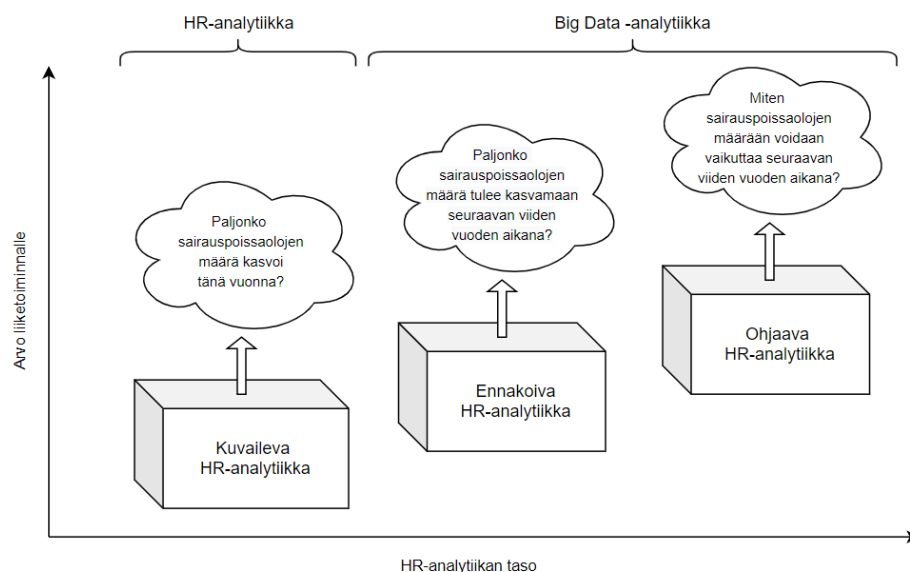 HR-analytiikka
Big Data -analytiikka
Miten
sairauspoissaolojen
määrään voidaan
vaikuttaa seuraavan
viiden vuoden aikana?
Paljonko
sairauspoissaolojen
määrä tulee kasvamaan
seuraavan viiden
vuoden aikana?
Paljonko
sairauspoissaolojen
määrä kasvoi
tänä vuonna?
Arvo liiketoiminnalle
Ohjaava
HR-analytiikka
Ennakoiva
HR-analytiikka
Kuvaileva
HR-analytiikka
HR-analytiikan taso